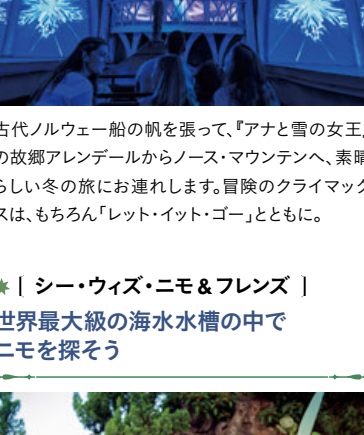 古代ノルウェー船の帆を張って、『アナと雪の女王』
の故郷アレンデールからノース・マウンテンへ、素晴
らしい冬の旅にお連れします。冒険のクライマック
スは、もちろん「レット・イット・ゴー」とともに。
[ シー・ウィズ・ニモ&フレンズ ]
世界最大級の海水水槽の中で
ニモを探そう